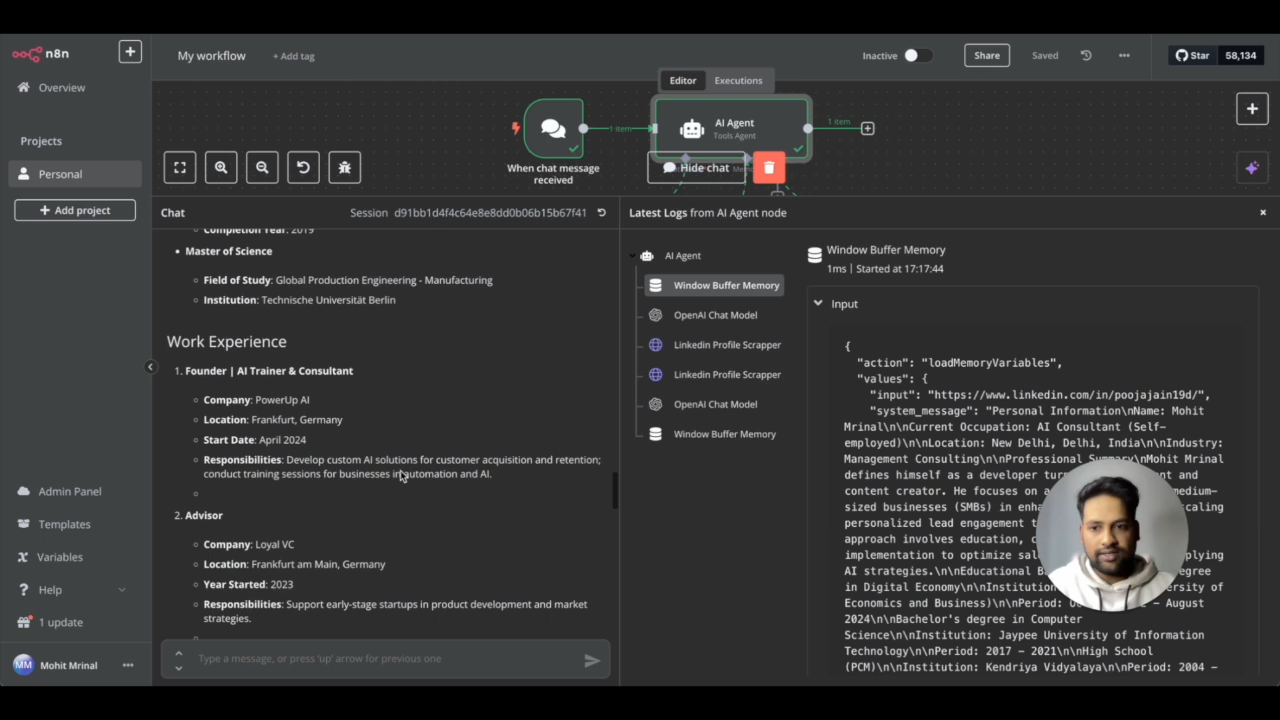 n8n
My workflow
+ Add tag
Inactive
Share
Saved
Star
58,134
Overview
Projects
Personal
Add project
Admin Panel
Templates
Variables
Help
1 update
MM
Mohit Mrinal
Editor
Executions
1 item
AI Agent
Tools Agent
1 item
When chat message
received
Hide chat
Chat
Session d91bb1d4f4c64e8e8dd0b06b15b67f41
Completion Year: 2019
Master of Science
Field of Study: Global Production Engineering - Manufacturing
Institution: Technische Universität Berlin
Work Experience
1. Founder | AI Trainer & Consultant
Company: PowerUp AI
Location: Frankfurt, Germany
Start Date: April 2024
Responsibilities: Develop custom AI solutions for customer acquisition and retention;
conduct training sessions for businesses in automation and AI.
2. Advisor
Company: Loyal VC
Location: Frankfurt am Main, Germany
Year Started: 2023
Responsibilities: Support early-stage startups in product development and market
strategies.
Type a message, or press 'up' arrow for previous one
Latest Logs from AI Agent node
AI Agent
Window Buffer Memory
OpenAI Chat Model
Linkedin Profile Scrapper
Linkedin Profile Scrapper
OpenAI Chat Model
Window Buffer Memory
Window Buffer Memory
1ms | Started at 17:17:44
Input
{
"action": "loadMemoryVariables",
"values": {
"input": "https://www.linkedin.com/in/poojajain19d/",
"system_message": "Personal Information\nName: Mohit
Mrinal\nCurrent Occupation: AI Consultant (Self-
employed)\n\nLocation: New Delhi, Delhi, India\nIndustry:
Management Consulting\n\nProfessional Summary\nMohit Mrinal
defines himself as a developer turn ment and
content creator. He focuses on a medium-
sized businesses (SMBs) in enha scaling
personalized lead engagement t
approach involves education, c
implementation to optimize sal plying
AI strategies.\n\nEducational B egree
in Digital Economy\nInstitution ersity of
Economics and Business)\nPeriod: O – August
2024\n\nBachelor's degree in Computer
Science\nInstitution: Jaypee University of Information
Technology\nPeriod: 2017 – 2021\n\nHigh School
(PCM)\nInstitution: Kendriya Vidyalaya\nPeriod: 2004 –